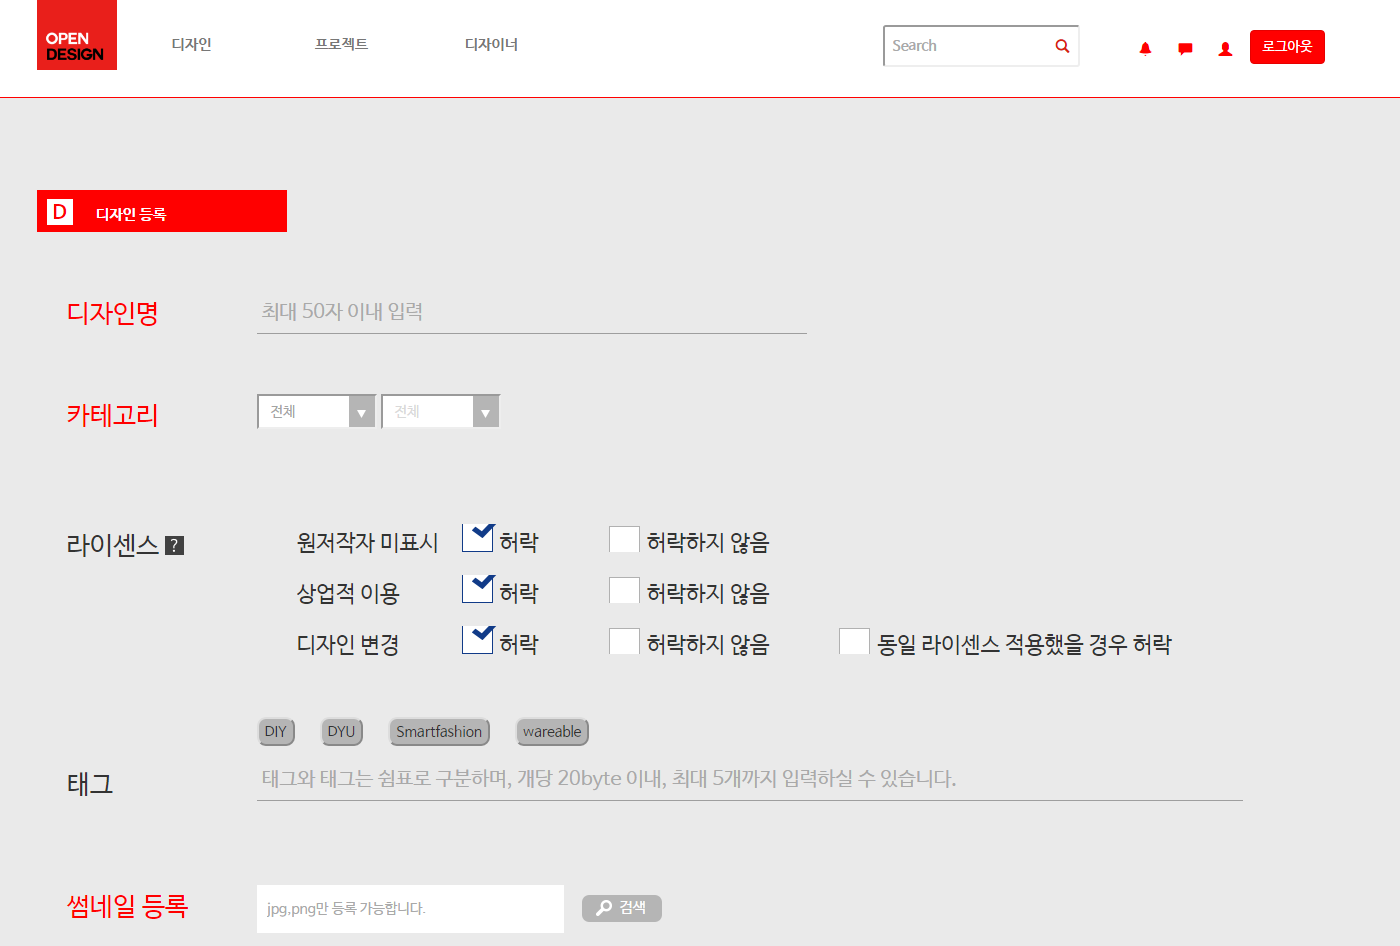 OPEN
DESIGN
디자인 프로젝트 디자이너 Search 로그아웃
D 디자인 등록
디자인명 최대 50자 이내 입력
카테고리 전체 전체
라이센스 ? 원저작자 미표시 허락 허락하지 않음
상업적 이용 허락 허락하지 않음
디자인 변경 허락 허락하지 않음 동일 라이센스 적용했을 경우 허락
DIY DYU Smartfashion wareable
태그 태그와 태그는 쉼표로 구분하며, 개당 20byte 이내, 최대 5개까지 입력하실 수 있습니다.
썸네일 등록 jpg,png만 등록 가능합니다. 검색